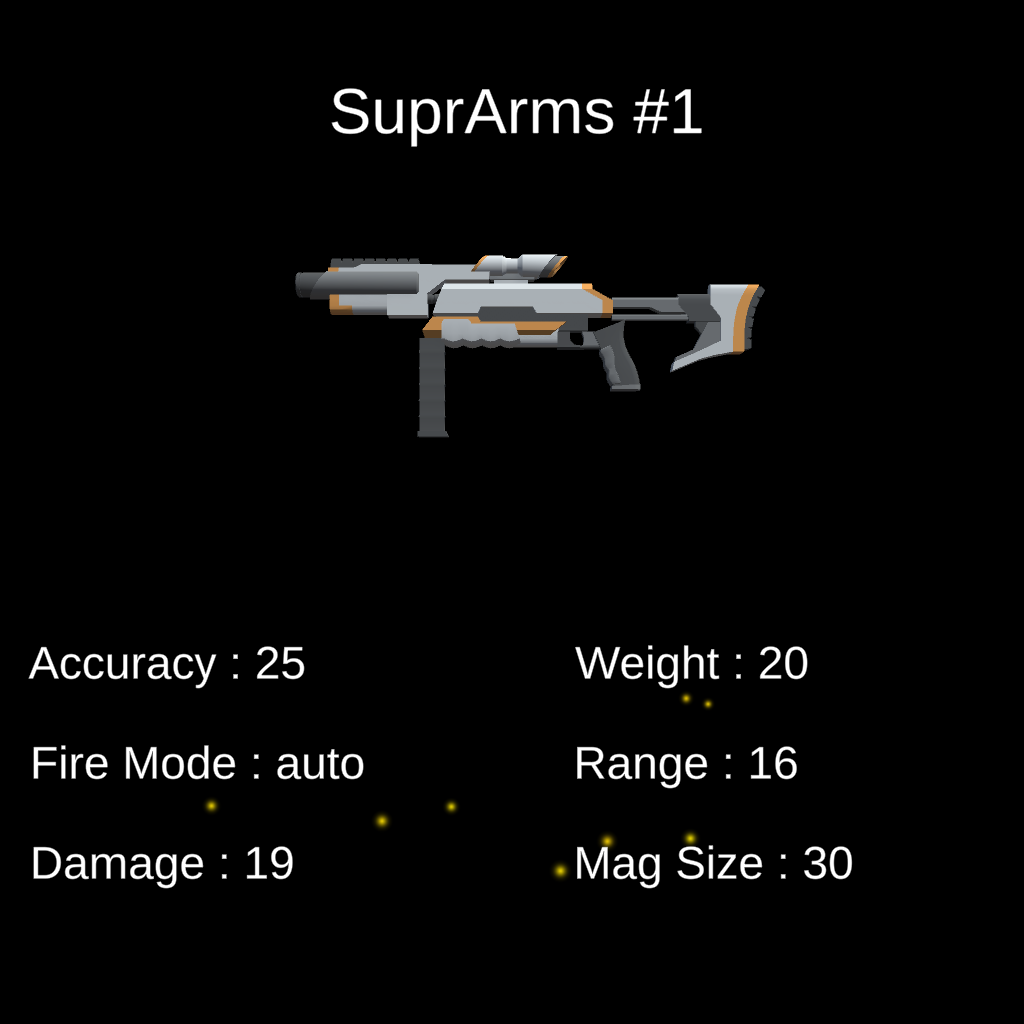 SuprArms #1
Accuracy : 25
Weight : 20
Fire Mode : auto
Range : 16
Damage : 19
Mag Size : 30